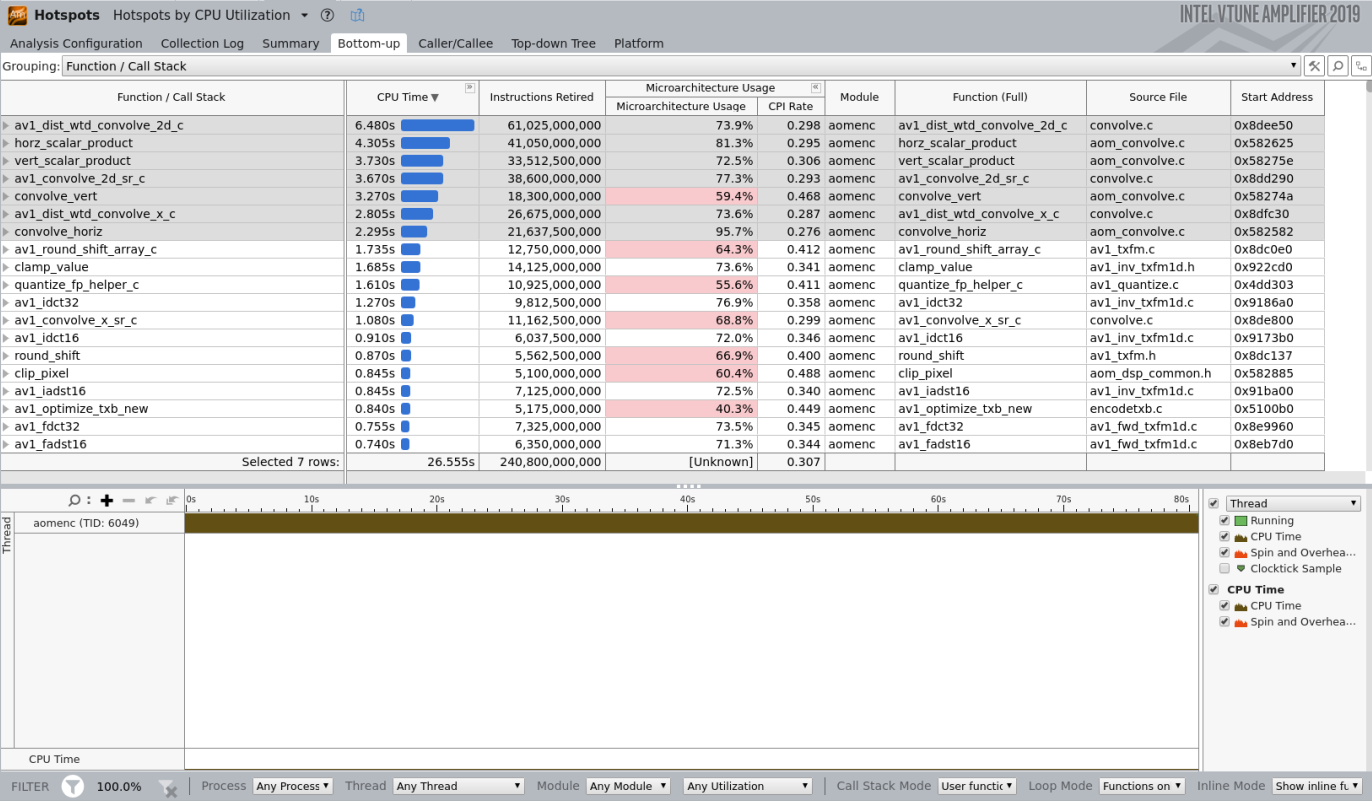 Hotspots Hotspots by CPU Utilization ? INTEL VTUNE AMPLIFIER 2019
Analysis Configuration Collection Log Summary Bottom-up Caller/Callee Top-down Tree Platform
Grouping: Function / Call Stack
Function / Call Stack CPU Time▼ Instructions Retired Microarchitecture Usage Module Function (Full) Source File Start Address
Microarchitecture Usage CPI Rate
av1_dist_wtd_convolve_2d_c 6.480s 61,025,000,000 73.9% 0.298 aomenc av1_dist_wtd_convolve_2d_c convolve.c 0x8dee50
horz_scalar_product 4.305s 41,050,000,000 81.3% 0.295 aomenc horz_scalar_product aom_convolve.c 0x582625
vert_scalar_product 3.730s 33,512,500,000 72.5% 0.306 aomenc vert_scalar_product aom_convolve.c 0x58275e
av1_convolve_2d_sr_c 3.670s 38,600,000,000 77.3% 0.293 aomenc av1_convolve_2d_sr_c convolve.c 0x8dd290
convolve_vert 3.270s 18,300,000,000 59.4% 0.468 aomenc convolve_vert aom_convolve.c 0x58274a
av1_dist_wtd_convolve_x_c 2.805s 26,675,000,000 73.6% 0.287 aomenc av1_dist_wtd_convolve_x_c convolve.c 0x8dfc30
convolve_horiz 2.295s 21,637,500,000 95.7% 0.276 aomenc convolve_horiz aom_convolve.c 0x582582
av1_round_shift_array_c 1.735s 12,750,000,000 64.3% 0.412 aomenc av1_round_shift_array_c av1_txfm.c 0x8dc0e0
clamp_value 1.685s 14,125,000,000 73.6% 0.341 aomenc clamp_value av1_inv_txfm1d.h 0x922cd0
quantize_fp_helper_c 1.610s 10,925,000,000 55.6% 0.411 aomenc quantize_fp_helper_c av1_quantize.c 0x4dd303
av1_idct32 1.270s 9,812,500,000 76.9% 0.358 aomenc av1_idct32 av1_inv_txfm1d.c 0x9186a0
av1_convolve_x_sr_c 1.080s 11,162,500,000 68.8% 0.299 aomenc av1_convolve_x_sr_c convolve.c 0x8de800
av1_idct16 0.910s 6,037,500,000 72.0% 0.346 aomenc av1_idct16 av1_inv_txfm1d.c 0x9173b0
round_shift 0.870s 5,562,500,000 66.9% 0.400 aomenc round_shift av1_txfm.h 0x8dc137
clip_pixel 0.845s 5,100,000,000 60.4% 0.488 aomenc clip_pixel aom_dsp_common.h 0x582885
av1_iadst16 0.845s 7,125,000,000 72.5% 0.340 aomenc av1_iadst16 av1_inv_txfm1d.c 0x91ba00
av1_optimize_txb_new 0.840s 5,175,000,000 40.3% 0.449 aomenc av1_optimize_txb_new encodetxb.c 0x5100b0
av1_fdct32 0.755s 7,325,000,000 73.5% 0.345 aomenc av1_fdct32 av1_fwd_txfm1d.c 0x8e9960
av1_fadst16 0.740s 6,350,000,000 71.3% 0.344 aomenc av1_fadst16 av1_fwd_txfm1d.c 0x8eb7d0
Selected 7 rows: 26.555s 240,800,000,000 [Unknown] 0.307
0s 10s 20s 30s 40s 50s 60s 70s 80s
Thread
aomenc (TID: 6049)
CPU Time
Thread
Running
CPU Time
Spin and Overhea...
Clocktick Sample
CPU Time
CPU Time
Spin and Overhea...
FILTER 100.0% Process Any Process Thread Any Thread Module Any Module Any Utilization Call Stack Mode User functic Loop Mode Functions on Inline Mode Show inline fu